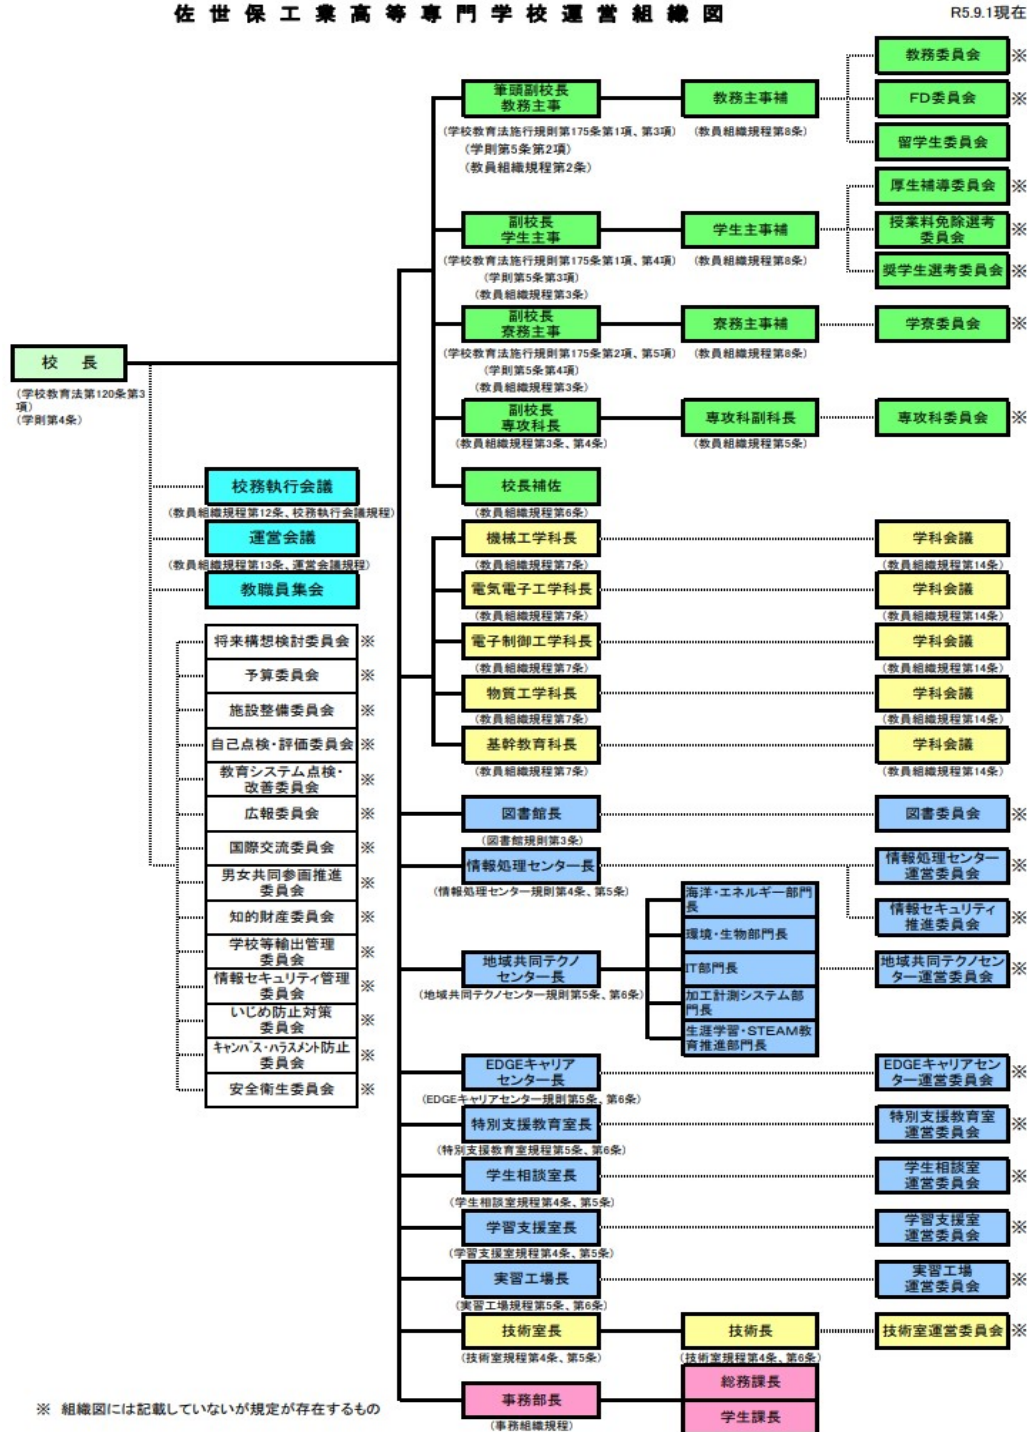 佐世保工業高等専門学校運営組織図
R5.9.1現在
校　長
(学校教育法第120条第3
項)
(学則第4条)
校務執行会議
(教員組織規程第12条、校務執行会議規程)
運営会議
(教員組織規程第13条、運営会議規程)
教職員集会
将来構想検討委員会 ※
予算委員会 ※
施設整備委員会 ※
自己点検・評価委員会 ※
教育システム点検・
改善委員会 ※
広報委員会 ※
国際交流委員会 ※
男女共同参画推進
委員会 ※
知的財産委員会 ※
学校等輸出管理
委員会 ※
情報セキュリティ管理
委員会 ※
いじめ防止対策
委員会 ※
キャンパス・ハラスメント防止
委員会 ※
安全衛生委員会 ※
筆頭副校長
教務主事
(学校教育法施行規則第175条第1項、第3項)
(学則第5条第2項)
(教員組織規程第2条)
教務主事補
(教員組織規程第8条)
教務委員会 ※
FD委員会 ※
留学生委員会
副校長
学生主事
(学校教育法施行規則第175条第1項、第4項)
(学則第5条第3項)
(教員組織規程第3条)
学生主事補
(教員組織規程第8条)
厚生補導委員会 ※
授業料免除選考
委員会 ※
奨学生選考委員会 ※
副校長
寮務主事
(学校教育法施行規則第175条第2項、第5項)
(学則第5条第4項)
(教員組織規程第3条)
寮務主事補
(教員組織規程第8条)
学寮委員会 ※
副校長
専攻科長
(教員組織規程第3条、第4条)
専攻科副科長
(教員組織規程第5条)
専攻科委員会 ※
校長補佐
(教員組織規程第6条)
機械工学科長
(教員組織規程第7条)
学科会議
(教員組織規程第14条)
電気電子工学科長
(教員組織規程第7条)
学科会議
(教員組織規程第14条)
電子制御工学科長
(教員組織規程第7条)
学科会議
(教員組織規程第14条)
物質工学科長
(教員組織規程第7条)
学科会議
(教員組織規程第14条)
基幹教育科長
(教員組織規程第7条)
学科会議
(教員組織規程第14条)
図書館長
(図書館規則第3条)
図書委員会 ※
情報処理センター長
(情報処理センター規則第4条、第5条)
情報処理センター
運営委員会 ※
情報セキュリティ
推進委員会 ※
地域共同テクノ
センター長
(地域共同テクノセンター規則第5条、第6条)
海洋・エネルギー部門
長
環境・生物部門長
IT部門長
加工計測システム部
門長
生涯学習・STEAM教
育推進部門長
地域共同テクノセン
ター運営委員会 ※
EDGEキャリア
センター長
(EDGEキャリアセンター規則第5条、第6条)
EDGEキャリアセン
ター運営委員会 ※
特別支援教育室長
(特別支援教育室規程第5条、第6条)
特別支援教育室
運営委員会 ※
学生相談室長
(学生相談室規程第4条、第5条)
学生相談室
運営委員会 ※
学習支援室長
(学習支援室規程第4条、第5条)
学習支援室
運営委員会 ※
実習工場長
(実習工場規程第5条、第6条)
実習工場
運営委員会 ※
技術室長
(技術室規程第4条、第5条)
技術長
(技術室規程第4条、第6条)
技術室運営委員会 ※
事務部長
(事務組織規程)
総務課長
学生課長
※ 組織図には記載していないが規定が存在するもの